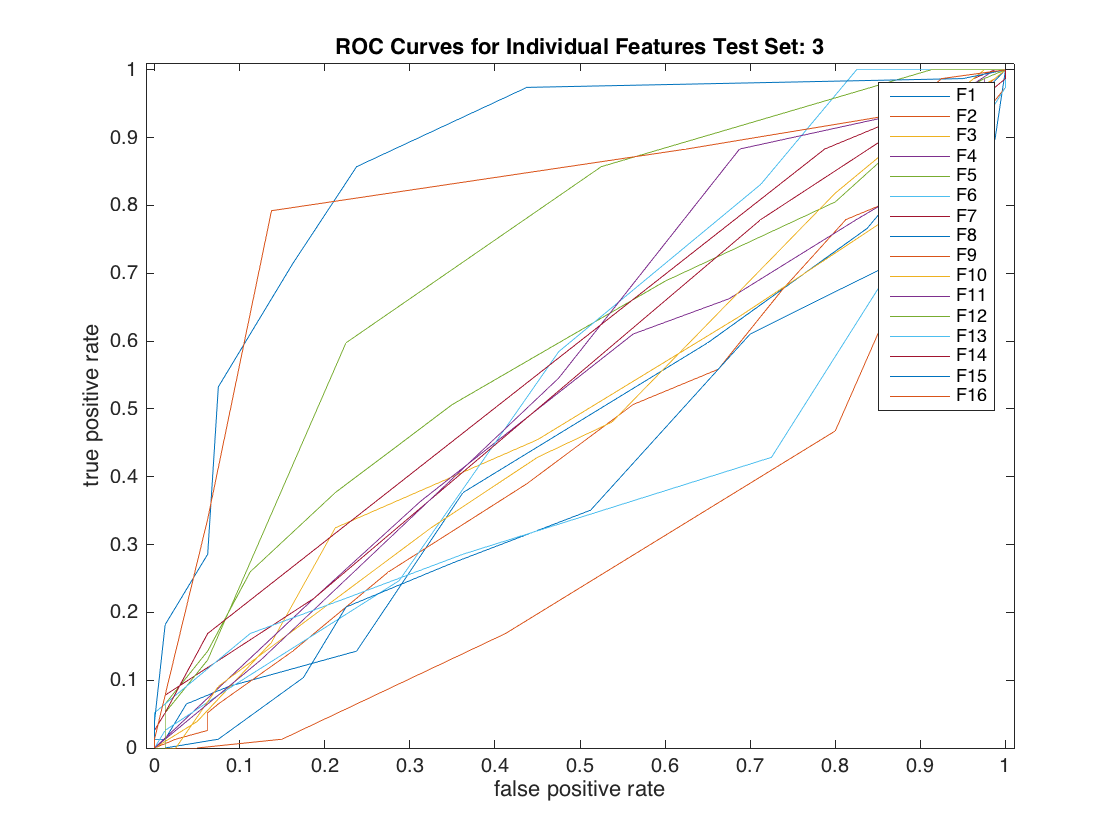 ROC Curves for Individual Features Test Set: 3
1
0.9
0.8
0.7
0.6
0.5
0.4
0.3
0.2
0.1
0
true positive rate
F1
F2
F3
F4
F5
F6
F7
F8
F9
F10
F11
F12
F13
F14
F15
F16
0 0.1 0.2 0.3 0.4 0.5 0.6 0.7 0.8 0.9 1
false positive rate